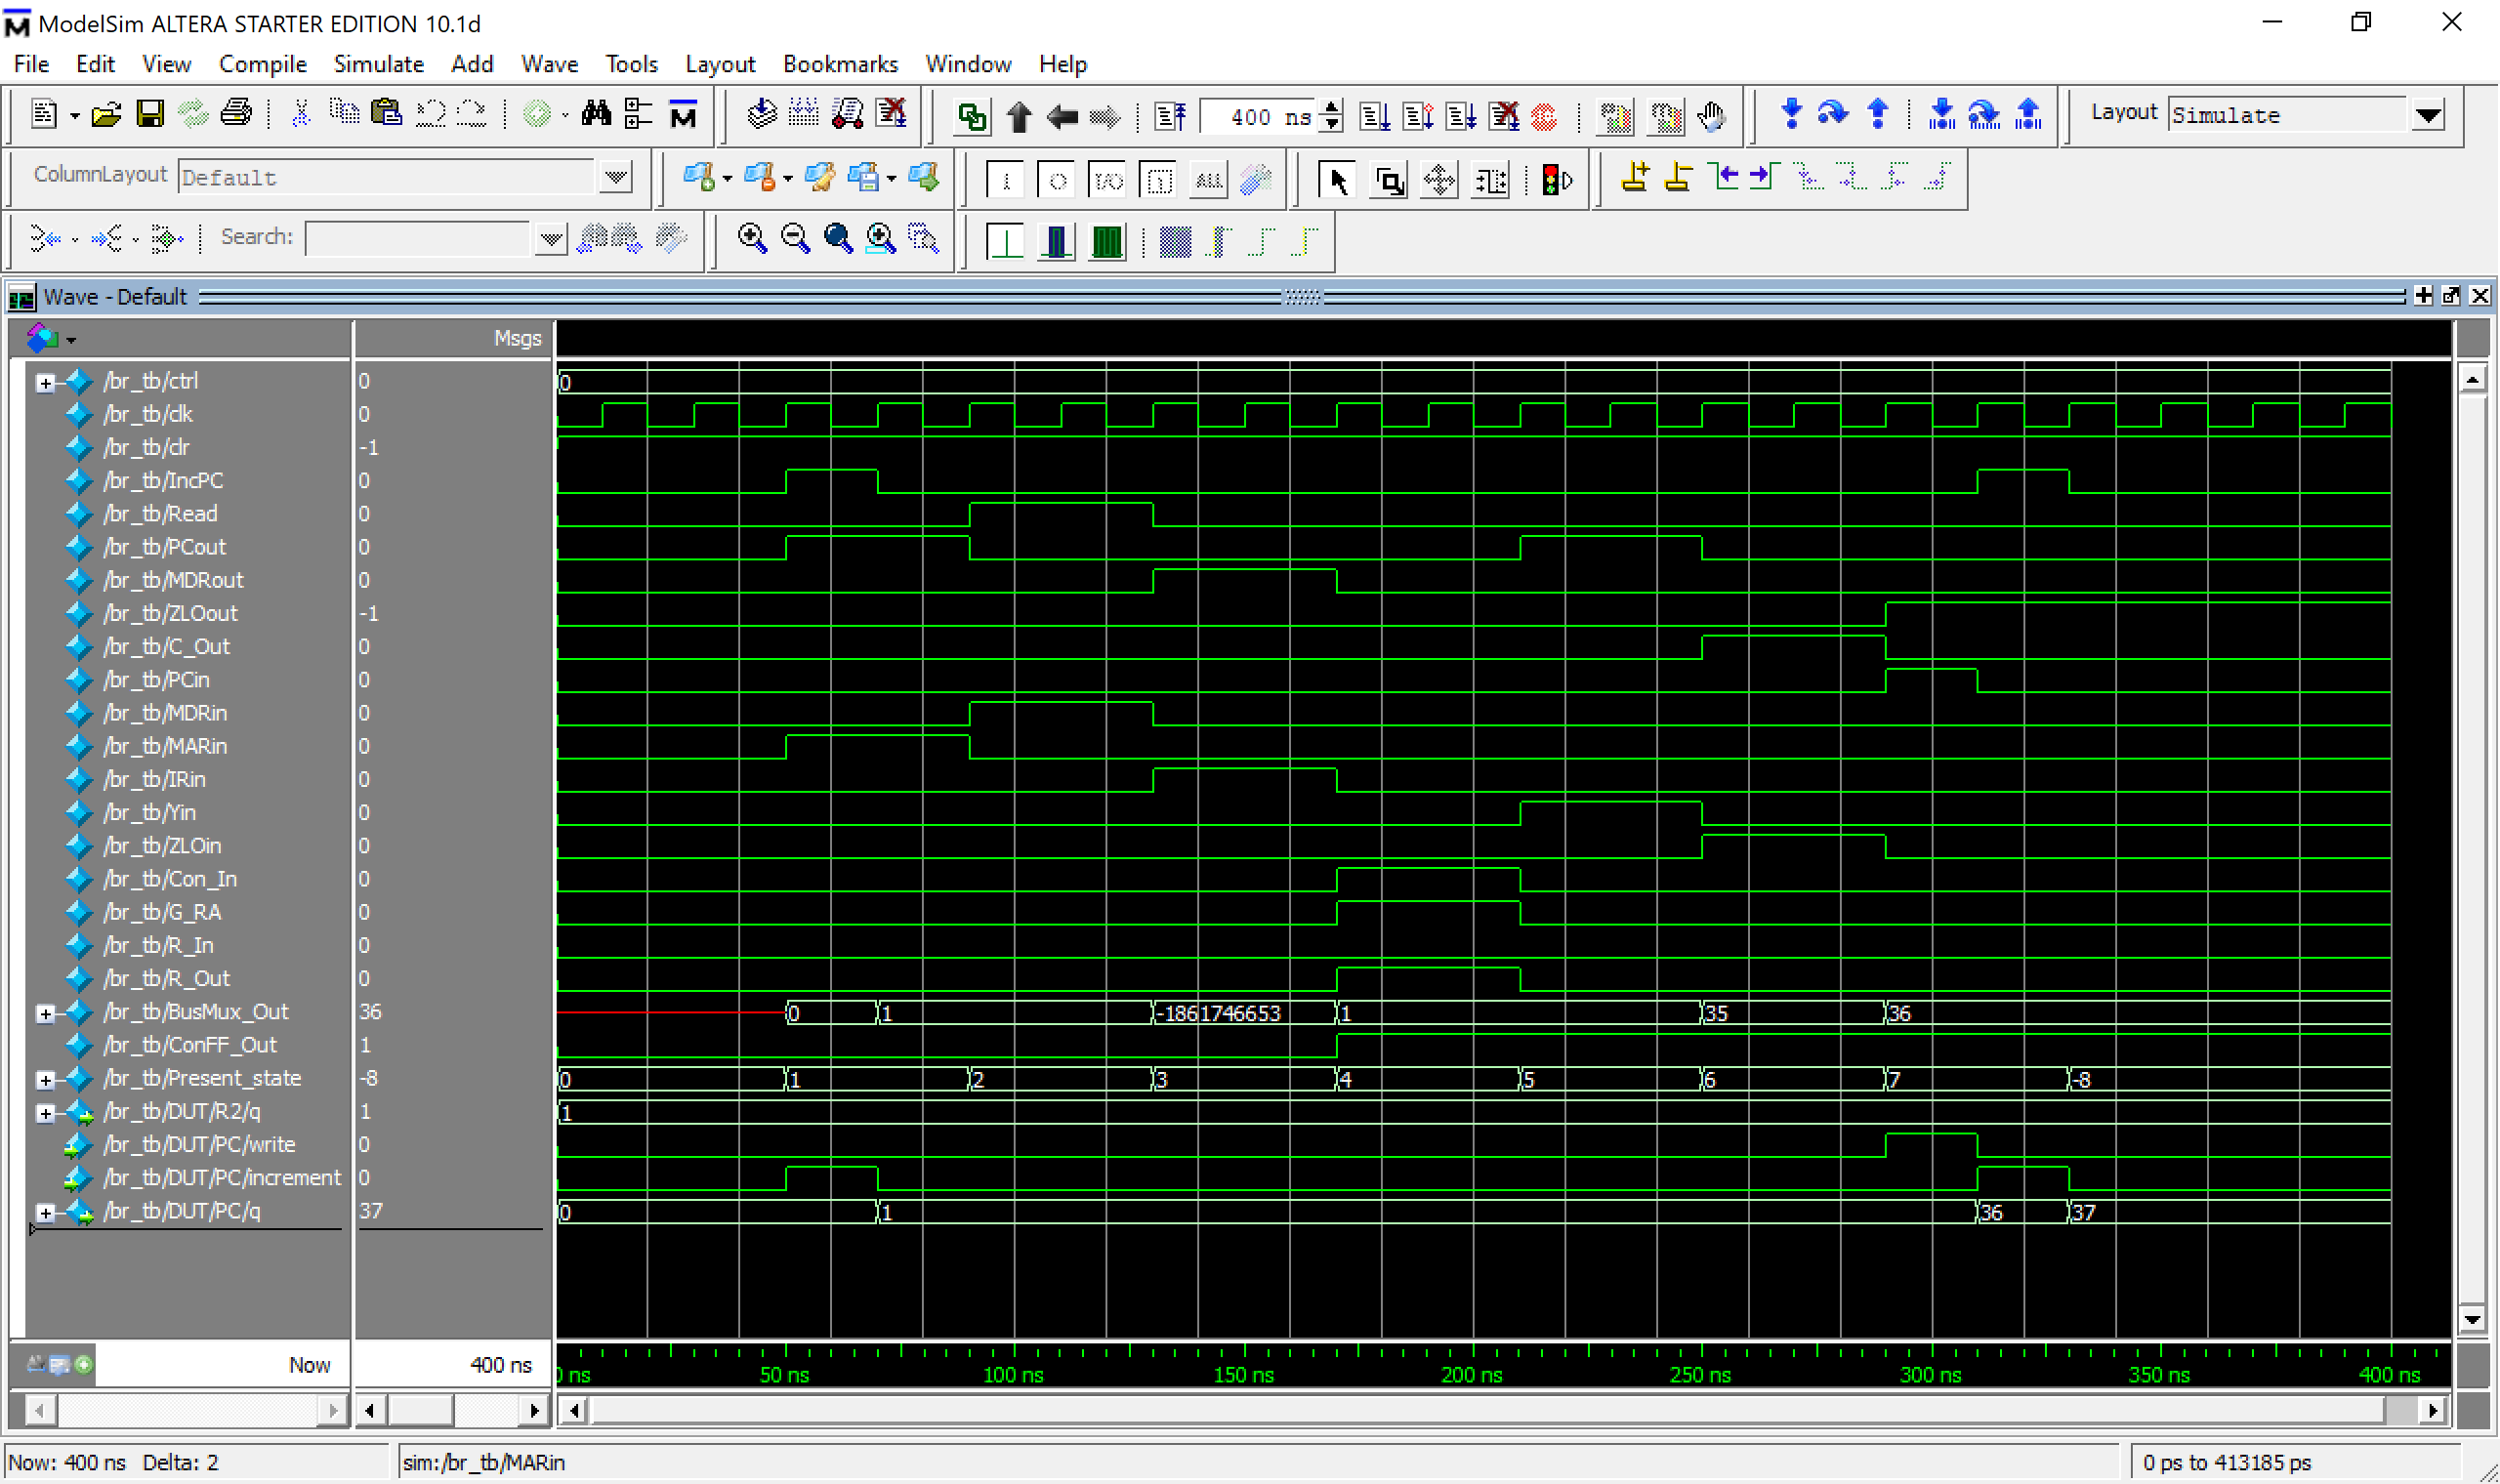 ModelSim ALTERA STARTER EDITION 10.1d
File Edit View Compile Simulate Add Wave Tools Layout Bookmarks Window Help
400 ns Layout Simulate
ColumnLayout Default I/O ALL
Search:
Wave - Default
Msgs
/br_tb/ctrl 0 0
/br_tb/clk 0
/br_tb/clr -1
/br_tb/IncPC 0
/br_tb/Read 0
/br_tb/PCout 0
/br_tb/MDRout 0
/br_tb/ZLOout -1
/br_tb/C_Out 0
/br_tb/PCin 0
/br_tb/MDRin 0
/br_tb/MARin 0
/br_tb/IRin 0
/br_tb/Yin 0
/br_tb/ZLOin 0
/br_tb/Con_In 0
/br_tb/G_RA 0
/br_tb/R_In 0
/br_tb/R_Out 0
/br_tb/BusMux_Out 36 0 1 -1861746653 1 35 36
/br_tb/ConFF_Out 1
/br_tb/Present_state -8 0 1 2 3 4 5 6 7 -8
/br_tb/DUT/R2/q 1 1
/br_tb/DUT/PC/write 0
/br_tb/DUT/PC/increment 0
/br_tb/DUT/PC/q 37 0 1 36 37
Now 400 ns ns 50 ns 100 ns 150 ns 200 ns 250 ns 300 ns 350 ns 400 ns
Now: 400 ns Delta: 2 sim:/br_tb/MARin 0 ps to 413185 ps